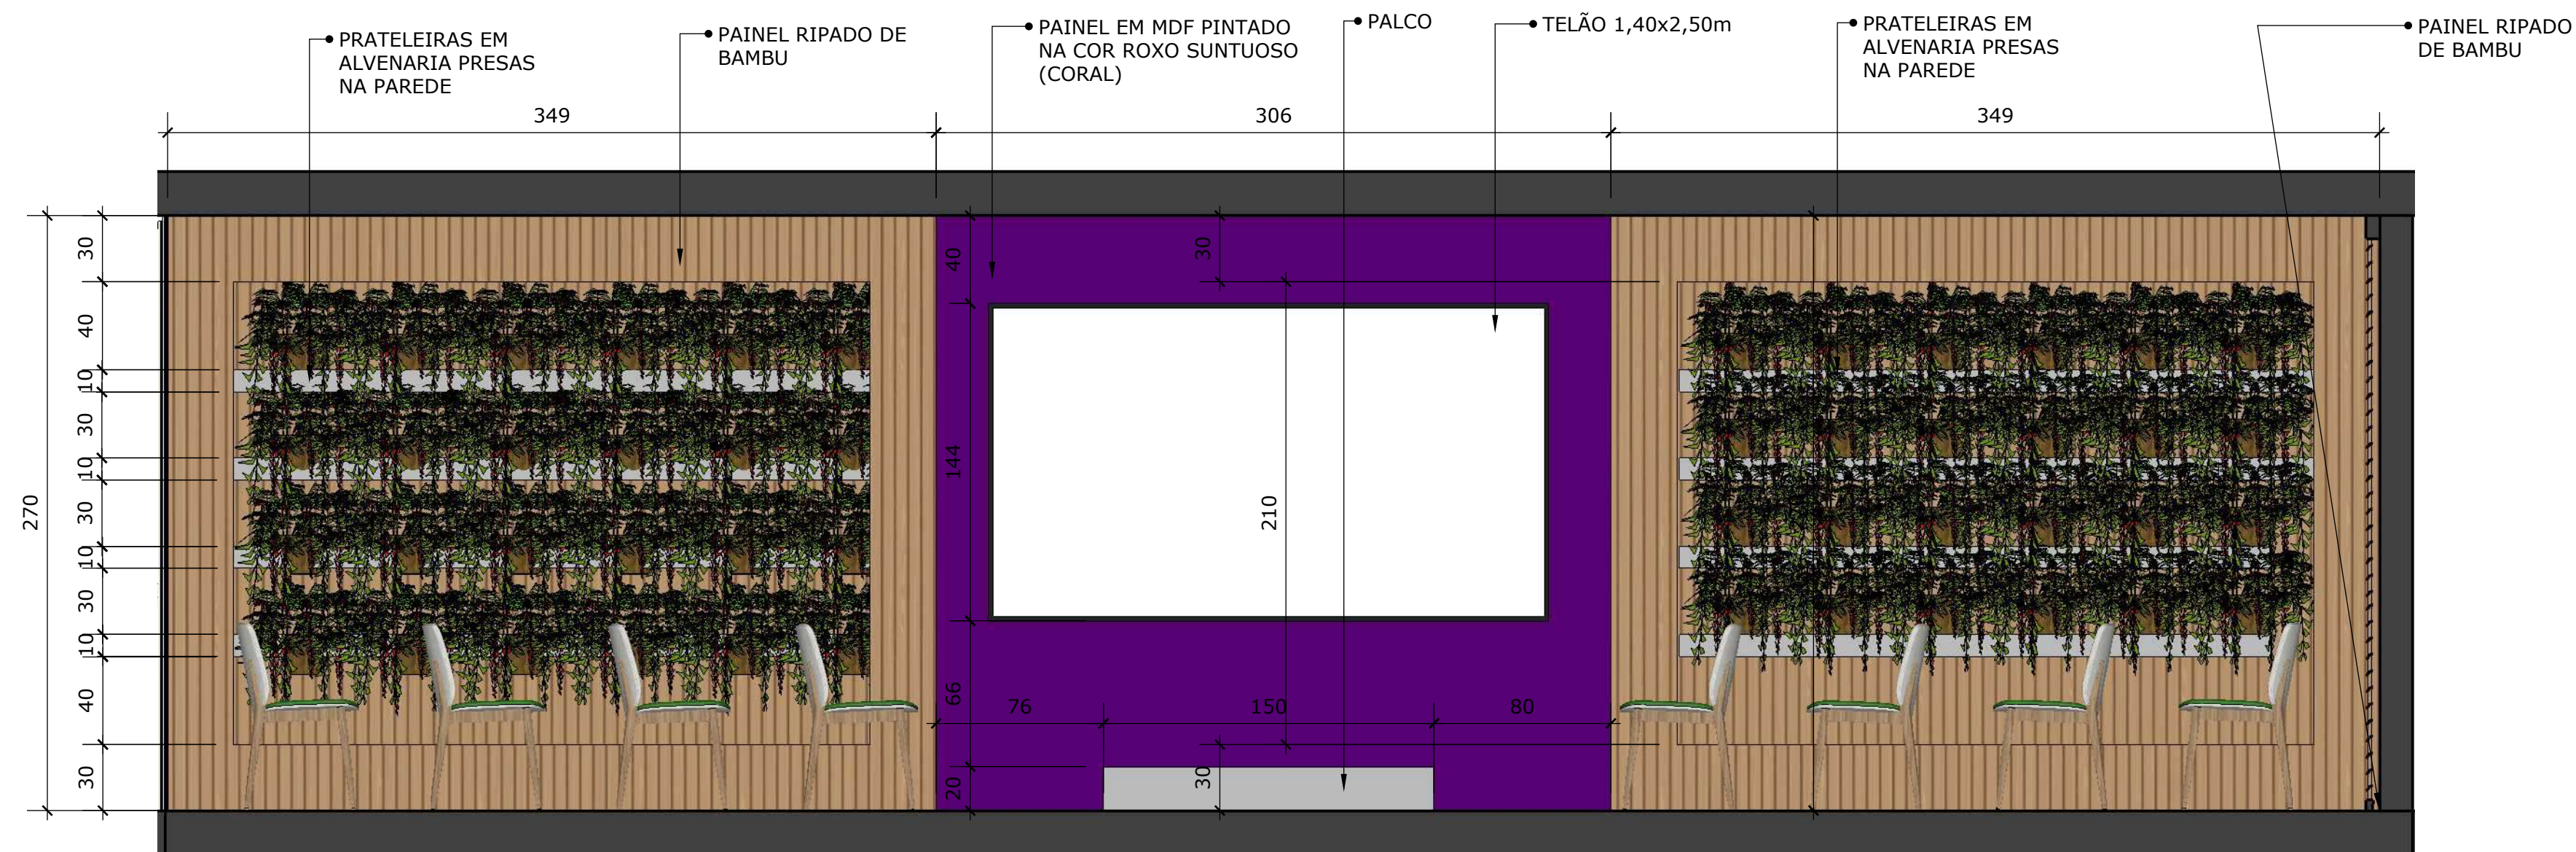 PRATELEIRAS EM
ALVENARIA PRESAS
NA PAREDE
PAINEL RIPADO DE
BAMBU
PAINEL EM MDF PINTADO
NA COR ROXO SUNTUOSO
(CORAL)
PALCO
TELÃO 1,40x2,50m
PRATELEIRAS EM
ALVENARIA PRESAS
NA PAREDE
PAINEL RIPADO
DE BAMBU
349
306
349
270
30
40
10
30
10
30
10
30
10
40
30
40
144
66
20
30
210
30
76
150
80